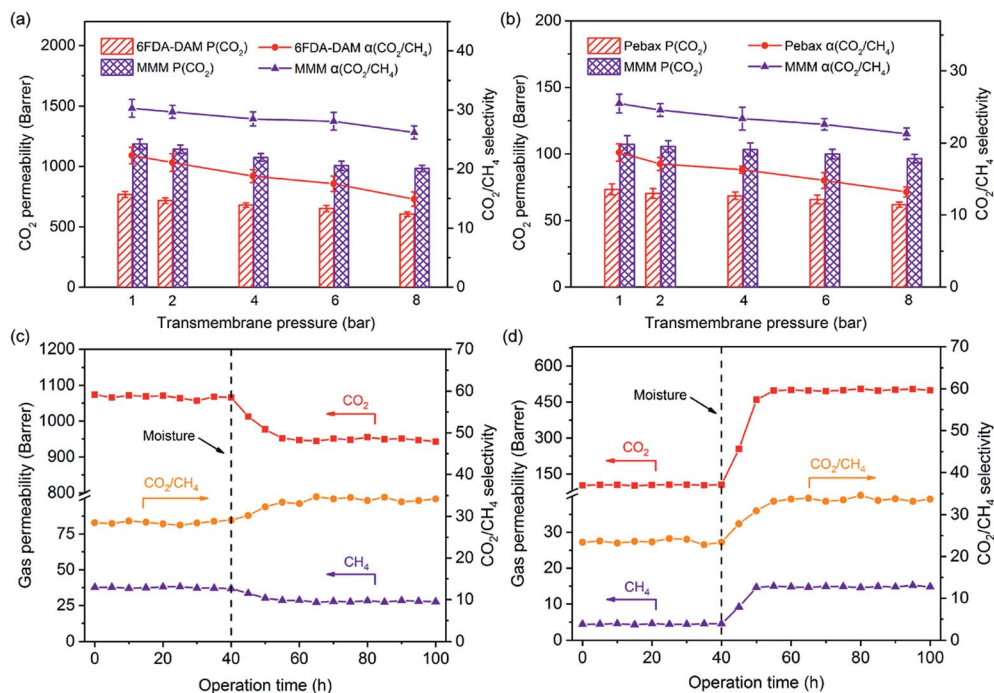 (a)
2000
1500
1000
500
0
CO₂ permeability (Barrer)
6FDA-DAM P(CO₂)
MMM P(CO₂)
6FDA-DAM α(CO₂/CH₄)
MMM α(CO₂/CH₄)
40
30
20
10
0
CO₂/CH₄ selectivity
1 2 4 6 8
Transmembrane pressure (bar)
(b)
200
150
100
50
0
CO₂ permeability (Barrer)
Pebax P(CO₂)
MMM P(CO₂)
Pebax α(CO₂/CH₄)
MMM α(CO₂/CH₄)
30
20
10
0
CO₂/CH₄ selectivity
1 2 4 6 8
Transmembrane pressure (bar)
(c)
1200
1100
1000
950
900
800
75
50
25
0
Gas permeability (Barrer)
CO₂
Moisture
CO₂/CH₄
CH₄
70
60
50
40
30
20
10
0
CO₂/CH₄ selectivity
0 20 40 60 80 100
Operation time (h)
(d)
600
450
300
150
30
20
10
0
Gas permeability (Barrer)
Moisture
CO₂
CO₂/CH₄
CH₄
70
60
50
40
30
20
10
0
CO₂/CH₄ selectivity
0 20 40 60 80 100
Operation time (h)